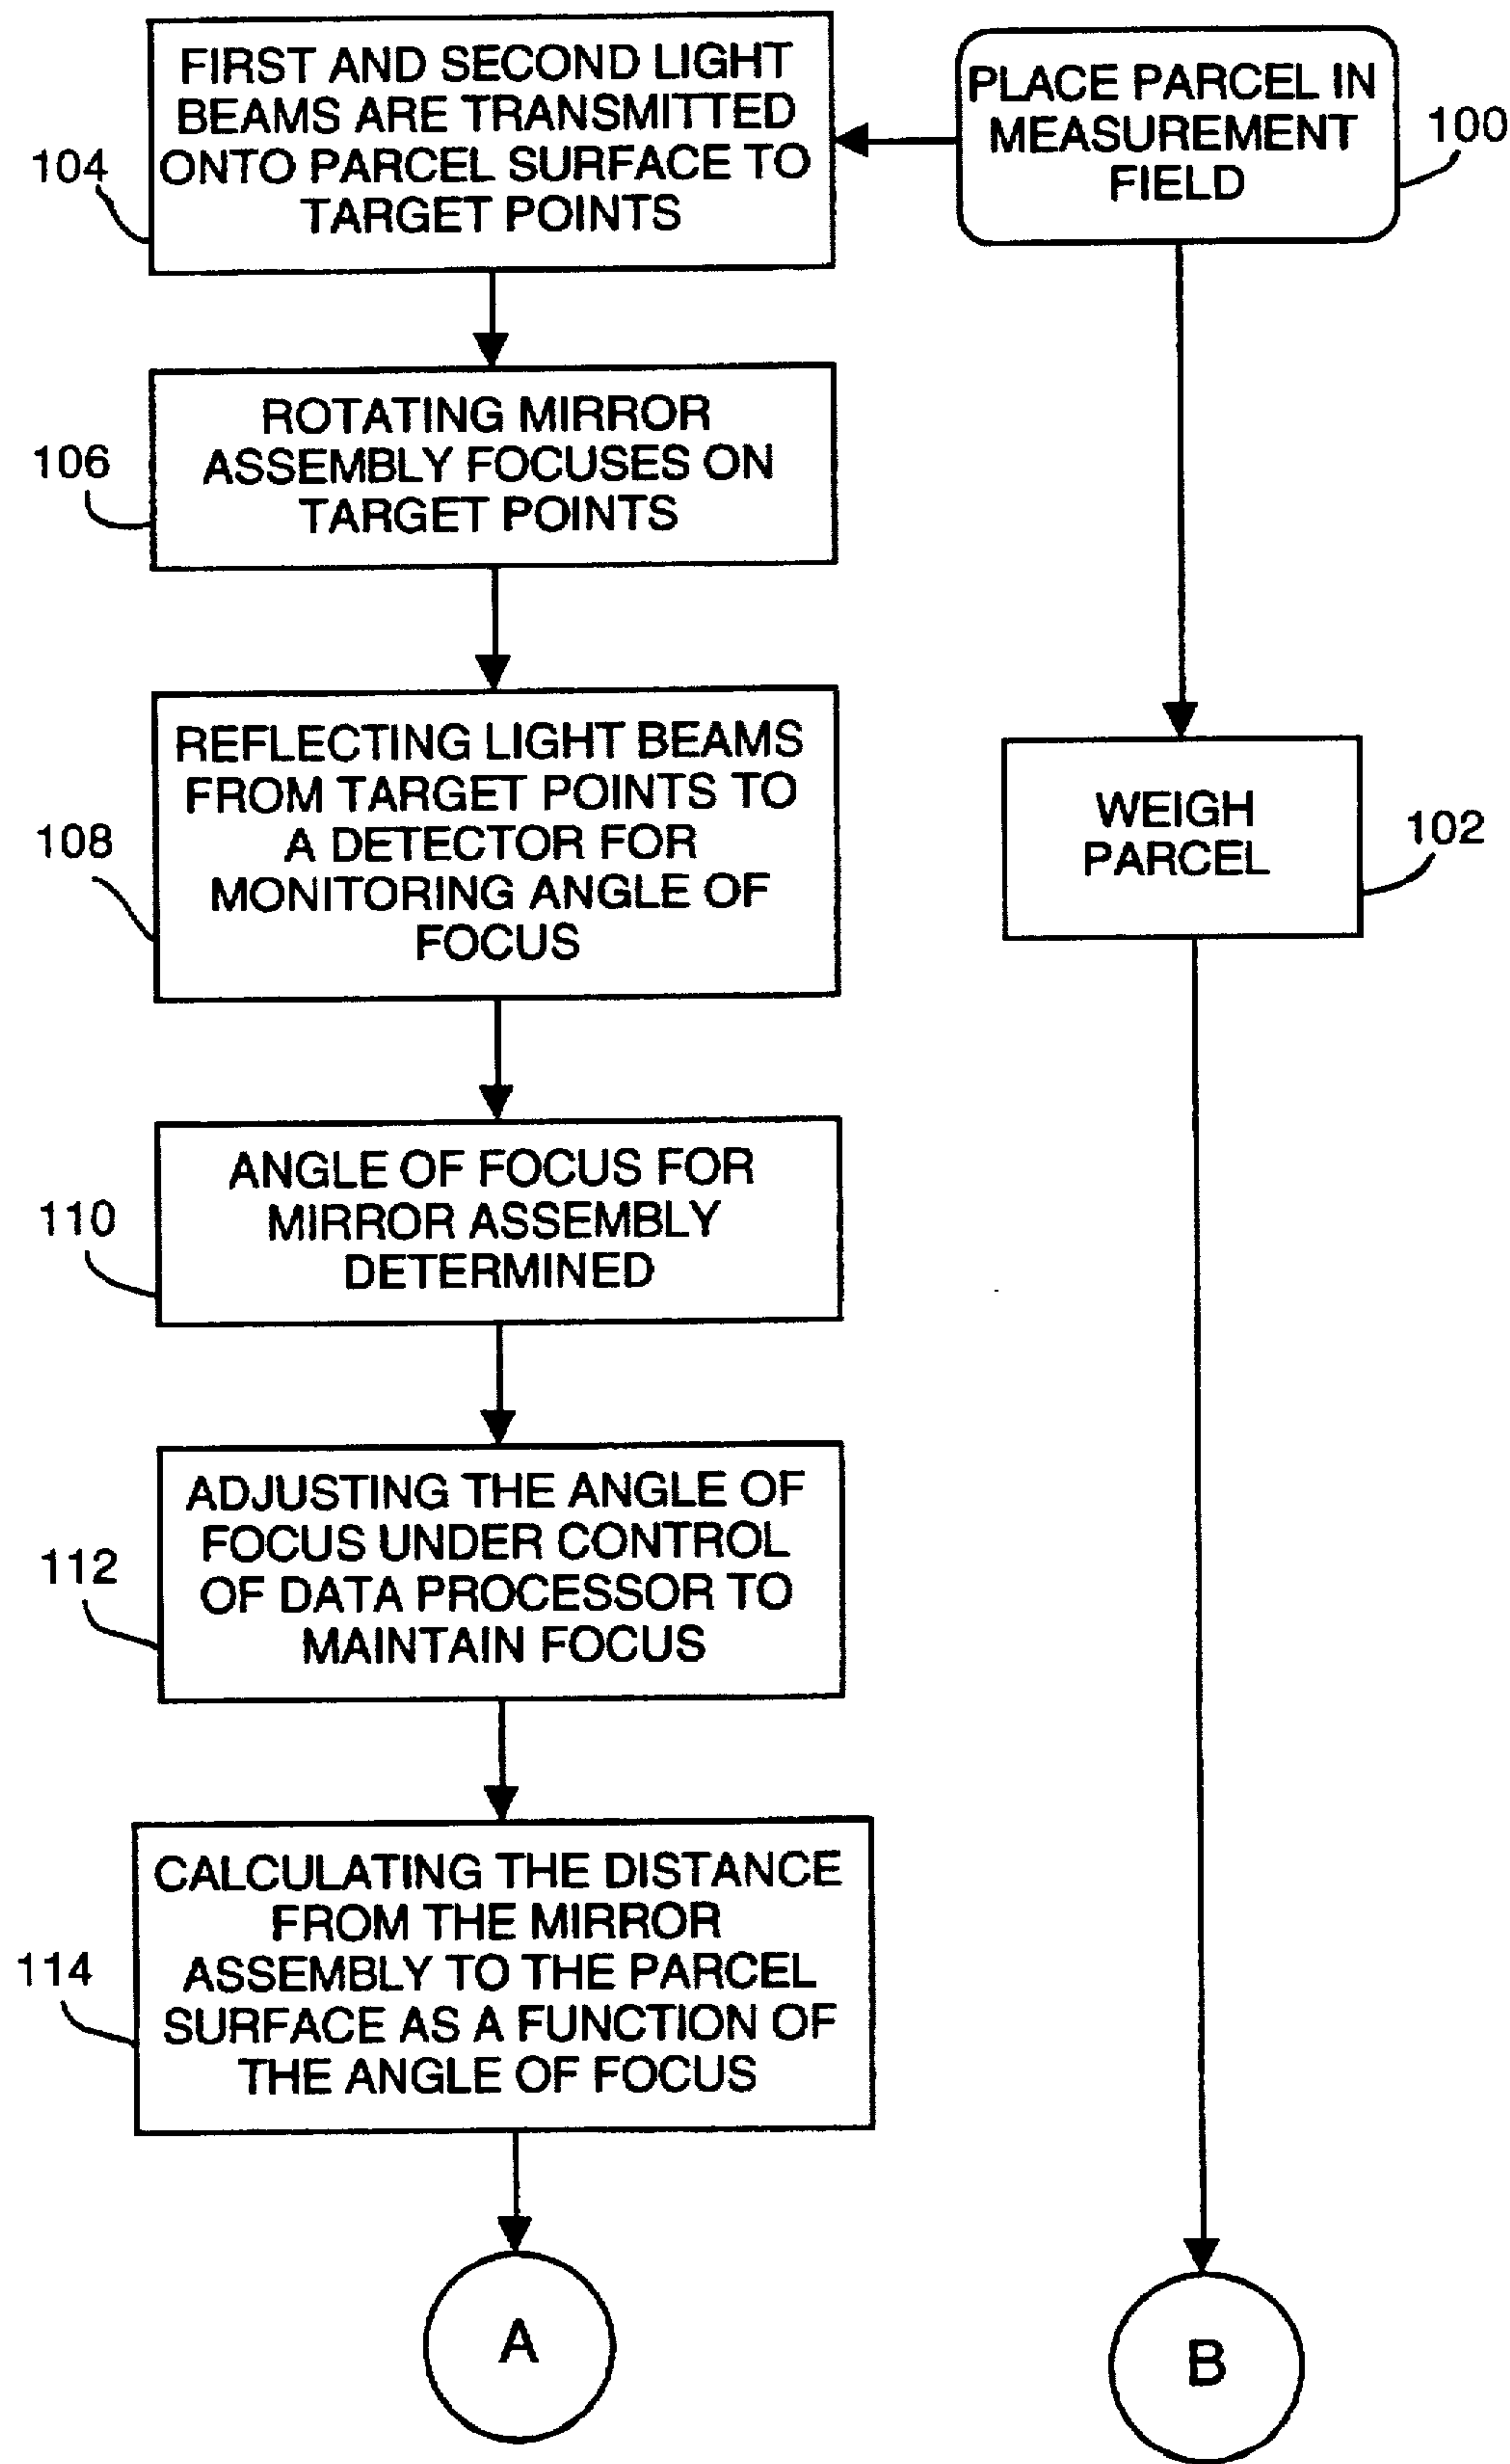 PLACE PARCEL IN
MEASUREMENT
FIELD
100
FIRST AND SECOND LIGHT
BEAMS ARE TRANSMITTED
ONTO PARCEL SURFACE TO
TARGET POINTS
104
ROTATING MIRROR
ASSEMBLY FOCUSES ON
TARGET POINTS
106
REFLECTING LIGHT BEAMS
FROM TARGET POINTS TO
A DETECTOR FOR
MONITORING ANGLE OF
FOCUS
108
WEIGH
PARCEL
102
ANGLE OF FOCUS FOR
MIRROR ASSEMBLY
DETERMINED
110
ADJUSTING THE ANGLE OF
FOCUS UNDER CONTROL
OF DATA PROCESSOR TO
MAINTAIN FOCUS
112
CALCULATING THE DISTANCE
FROM THE MIRROR
ASSEMBLY TO THE PARCEL
SURFACE AS A FUNCTION OF
THE ANGLE OF FOCUS
114
A
B